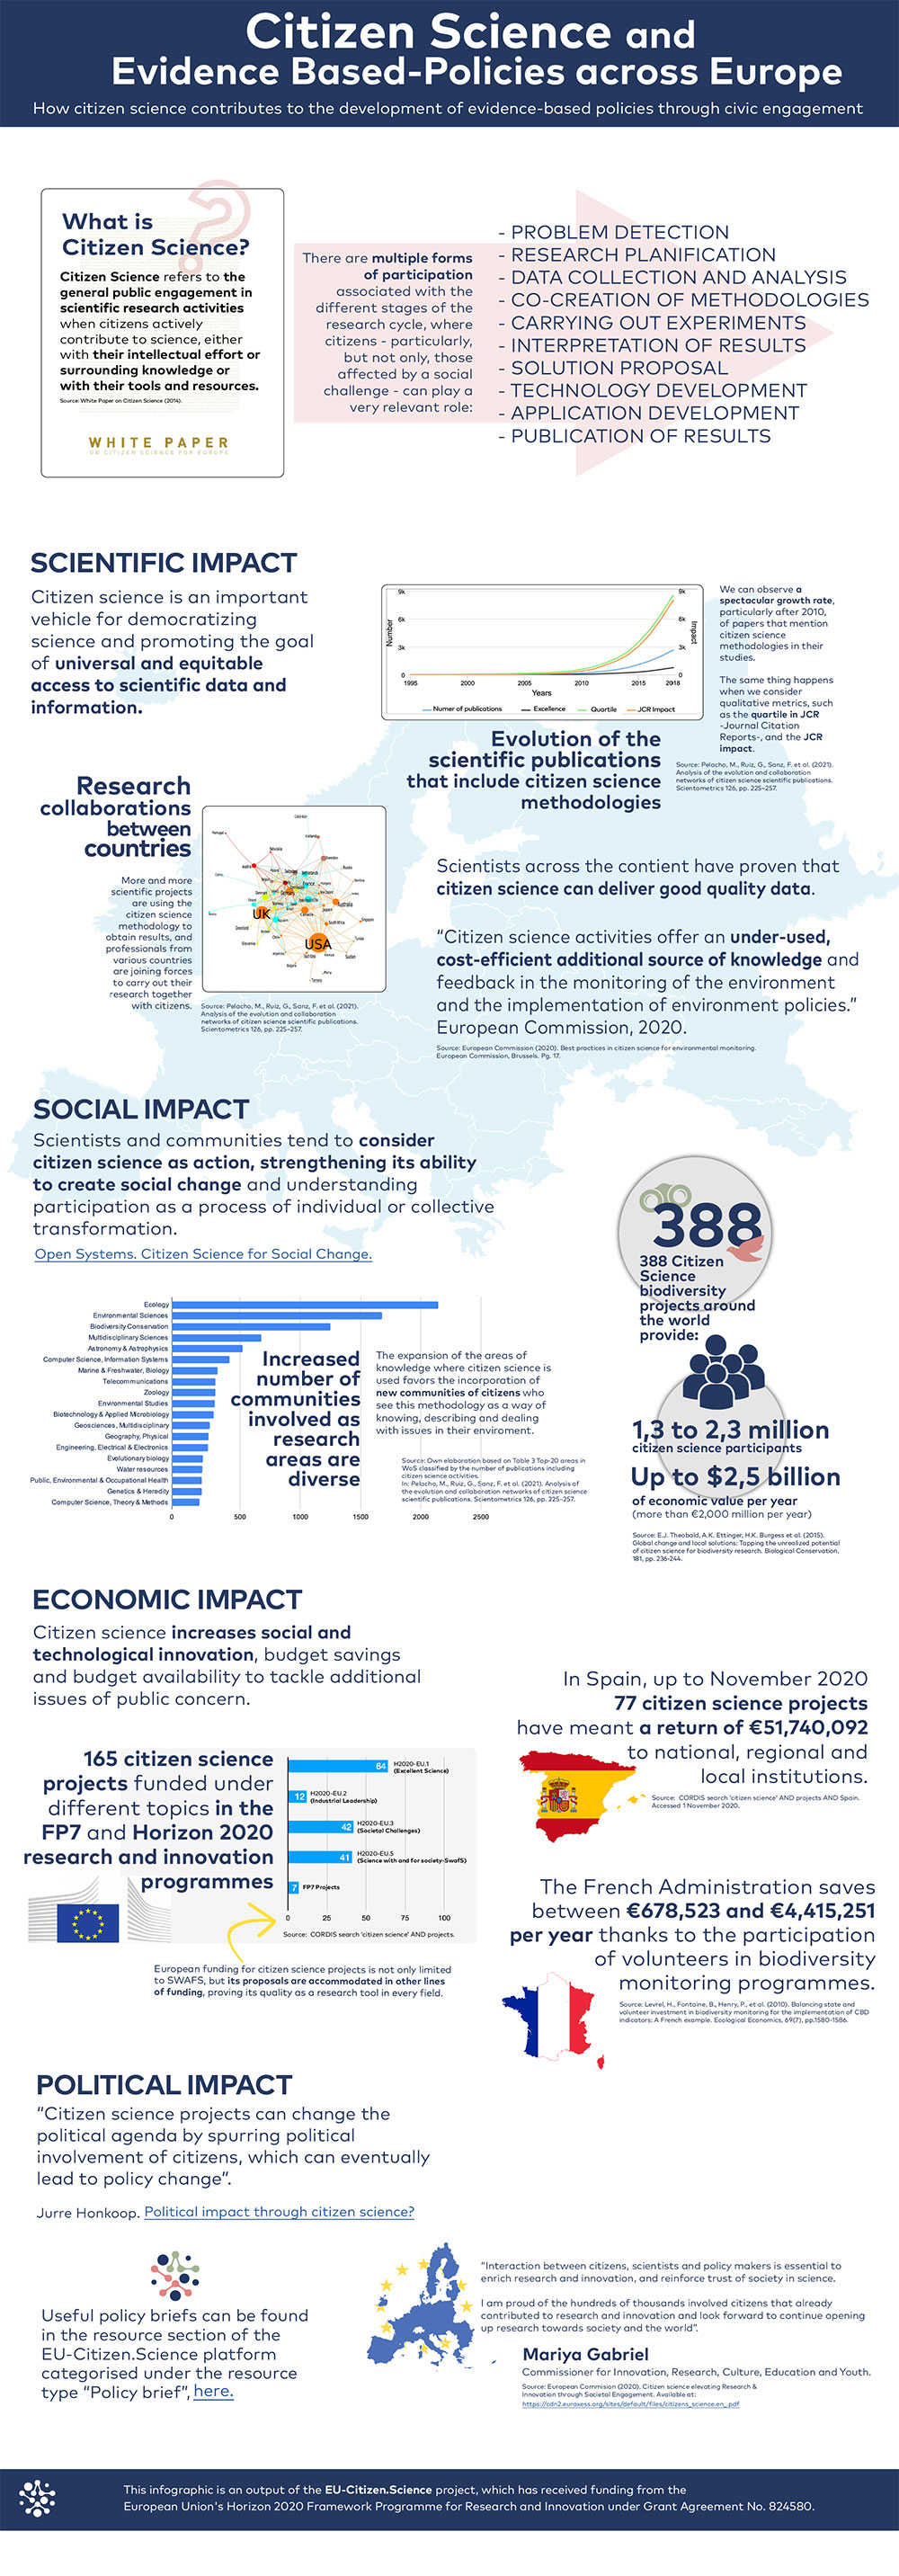 Citizen Science and
Evidence Based-Policies across Europe
How citizen science contributes to the development of evidence-based policies through civic engagement
What is
Citizen Science?
Citizen Science refers to the
general public engagement in
scientific research activities
when citizens actively
contribute to science, either
with their intellectual effort or
surrounding knowledge or
with their tools and resources.
Source: White Paper on Citizen Science (2014).
WHITE PAPER
ON CITIZEN SCIENCE FOR EUROPE
There are multiple forms
of participation
associated with the
different stages of the
research cycle, where
citizens - particularly,
but not only, those
affected by a social
challenge - can play a
very relevant role:
- PROBLEM DETECTION
- RESEARCH PLANIFICATION
- DATA COLLECTION AND ANALYSIS
- CO-CREATION OF METHODOLOGIES
- CARRYING OUT EXPERIMENTS
- INTERPRETATION OF RESULTS
- SOLUTION PROPOSAL
- TECHNOLOGY DEVELOPMENT
- APPLICATION DEVELOPMENT
- PUBLICATION OF RESULTS
SCIENTIFIC IMPACT
Citizen science is an important
vehicle for democratizing
science and promoting the goal
of universal and equitable
access to scientific data and
information.
9k 9k
6k 6k
3k 3k
0 0
Number
Impact
1995 2000 2005 2010 2015 2018
Years
Numer of publications Excellence Quartile JCR Impact
We can observe a
spectacular growth rate,
particularly after 2010,
of papers that mention
citizen science
methodologies in their
studies.
The same thing happens
when we consider
qualitative metrics, such
as the quartile in JCR
-Journal Citation
Reports-, and the JCR
impact.
Source: Pelacho, M., Ruiz, G., Sanz, F. et al. (2021).
Analysis of the evolution and collaboration
networks of citizen science scientific publications.
Scientometrics 126, pp. 225-257.
Evolution of the
scientific publications
that include citizen science
methodologies
Research
collaborations
between
countries
More and more
scientific projects
are using the
citizen science
methodology to
obtain results, and
professionals from
various countries
are joining forces
to carry out their
research together
with citizens.
UK
USA
Source: Pelacho, M., Ruiz, G., Sanz, F. et al. (2021).
Analysis of the evolution and collaboration
networks of citizen science scientific publications.
Scientometrics 126, pp. 225-257.
Scientists across the contient have proven that
citizen science can deliver good quality data.
“Citizen science activities offer an under-used,
cost-efficient additional source of knowledge and
feedback in the monitoring of the environment
and the implementation of environment policies.”
European Commission, 2020.
Source: European Commission (2020). Best practices in citizen science for environmental monitoring.
European Commission, Brussels. Pg. 17.
SOCIAL IMPACT
Scientists and communities tend to consider
citizen science as action, strengthening its ability
to create social change and understanding
participation as a process of individual or collective
transformation.
Open Systems. Citizen Science for Social Change.
388
388 Citizen
Science
biodiversity
projects around
the world
provide:
1,3 to 2,3 million
citizen science participants
Up to $2,5 billion
of economic value per year
(more than €2,000 million per year)
Source: E.J. Theobald, A.K. Ettinger, H.K. Burgess et al. (2015).
Global change and local solutions: Tapping the unrealized potential
of citizen science for biodiversity research. Biological Conservation,
181, pp. 236-244.
Ecology
Environmental Sciences
Biodiversity Conservation
Multidisciplinary Sciences
Astronomy & Astrophysics
Computer Science, Information Systems
Marine & Freshwater, Biology
Telecommunications
Zoology
Environmental Studies
Biotechnology & Applied Microbiology
Geosciences, Multidisciplinary
Geography, Physical
Engineering, Electrical & Electronics
Evolutionary biology
Water resources
Public, Environmental & Occupational Health
Genetics & Heredity
Computer Science, Theory & Methods
0 500 1000 1500 2000 2500
Increased
number of
communities
involved as
research
areas are
diverse
The expansion of the areas of
knowledge where citizen science is
used favors the incorporation of
new communities of citizens who
see this methodology as a way of
knowing, describing and dealing
with issues in their enviroment.
Source: Own elaboration based on Table 3 Top-20 areas in
WoS classified by the number of publications including
citizen science activities.
In: Pelacho, M., Ruiz, G., Sanz, F. et al. (2021). Analysis of
the evolution and collaboration networks of citizen science
scientific publications. Scientometrics 126, pp. 225-257.
ECONOMIC IMPACT
Citizen science increases social and
technological innovation, budget savings
and budget availability to tackle additional
issues of public concern.
165 citizen science
projects funded under
different topics in the
FP7 and Horizon 2020
research and innovation
programmes
64 H2020-EU.1
(Excellent Science)
12 H2020-EU.2
(Industrial Leadership)
42 H2020-EU.3
(Societal Challenges)
41 H2020-EU.5
(Science with and for society-SwafS)
7 FP7 Projects
0 25 50 75 100
Source: CORDIS search 'citizen science' AND projects.
European funding for citizen science projects is not only limited
to SWAFS, but its proposals are accommodated in other lines
of funding, proving its quality as a research tool in every field.
In Spain, up to November 2020
77 citizen science projects
have meant a return of €51,740,092
to national, regional and
local institutions.
Source: CORDIS search 'citizen science' AND projects AND Spain.
Accessed 1 November 2020.
The French Administration saves
between €678,523 and €4,415,251
per year thanks to the participation
of volunteers in biodiversity
monitoring programmes.
Source: Levrel, H., Fontaine, B., Henry, P., et al. (2010). Balancing state and
volunteer investment in biodiversity monitoring for the implementation of CBD
indicators: A French example. Ecological Economics, 69(7), pp.1580-1586.
POLITICAL IMPACT
“Citizen science projects can change the
political agenda by spurring political
involvement of citizens, which can eventually
lead to policy change”.
Jurre Honkoop. Political impact through citizen science?
Useful policy briefs can be found
in the resource section of the
EU-Citizen.Science platform
categorised under the resource
type “Policy brief”, here.
“Interaction between citizens, scientists and policy makers is essential to
enrich research and innovation, and reinforce trust of society in science.
I am proud of the hundreds of thousands involved citizens that already
contributed to research and innovation and look forward to continue opening
up research towards society and the world”.
Mariya Gabriel
Commissioner for Innovation, Research, Culture, Education and Youth.
Source: European Commision (2020). Citizen science elevating Research &
Innovation through Societal Engagement. Available at:
https://cdn2.euraxess.org/sites/default/files/citizens_science.en_.pdf
This infographic is an output of the EU-Citizen.Science project, which has received funding from the
European Union's Horizon 2020 Framework Programme for Research and Innovation under Grant Agreement No. 824580.